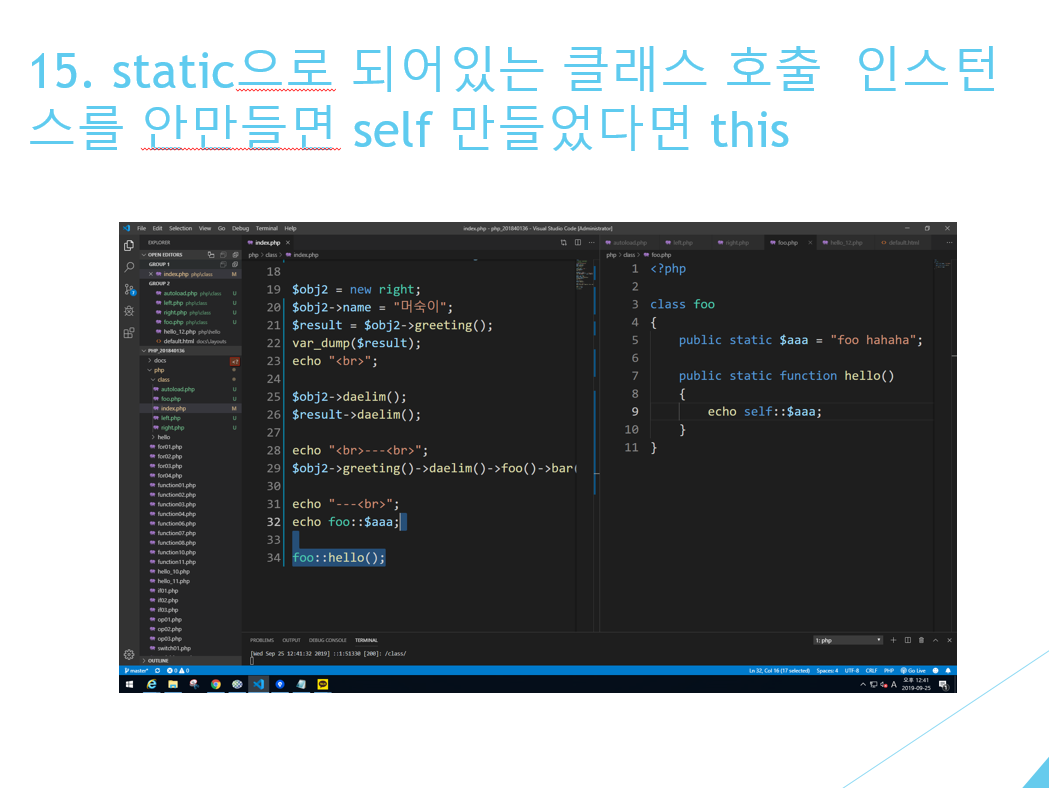 15. static으로 되어있는 클래스 호출  인스턴
스를 안만들면 self 만들었다면 this
File Edit Selection View Go Debug Terminal Help
index.php - php_201840136 - Visual Studio Code [Administrator]
EXPLORER
OPEN EDITORS
GROUP 1
index.php php\class M
GROUP 2
autoload.php php\class U
left.php php\class U
right.php php\class U
foo.php php\class U
hello_12.php php\hello
default.html docs\layouts
PHP_201840136
docs
php
class
autoload.php U
foo.php U
index.php M
left.php U
right.php U
hello
for01.php
for02.php
for03.php
for04.php
function01.php
function02.php
function03.php
function04.php
function06.php
function07.php
function08.php
function10.php
function11.php
hello_10.php
hello_11.php
if01.php
if02.php
if03.php
op01.php
op02.php
op03.php
switch01.php
OUTLINE
index.php
php > class > index.php
18
19 $obj2 = new right;
20 $obj2->name = "머숙이";
21 $result = $obj2->greeting();
22 var_dump($result);
23 echo "<br>";
24
25 $obj2->daelim();
26 $result->daelim();
27
28 echo "<br>---<br>";
29 $obj2->greeting()->daelim()->foo()->bar(
30
31 echo "---<br>";
32 echo foo::$aaa;
33
34 foo::hello();
autoload.php left.php right.php foo.php hello_12.php default.html
php > class > foo.php
1 <?php
2
3 class foo
4 {
5 public static $aaa = "foo hahaha";
6
7 public static function hello()
8 {
9 echo self::$aaa;
10 }
11 }
PROBLEMS OUTPUT DEBUG CONSOLE TERMINAL
1: php
[Wed Sep 25 12:41:32 2019] ::1:51330 [200]: /class/
master* 0 0
Ln 32, Col 16 (17 selected) Spaces: 4 UTF-8 CRLF PHP Go Live
A 오후 12:41
2019-09-25